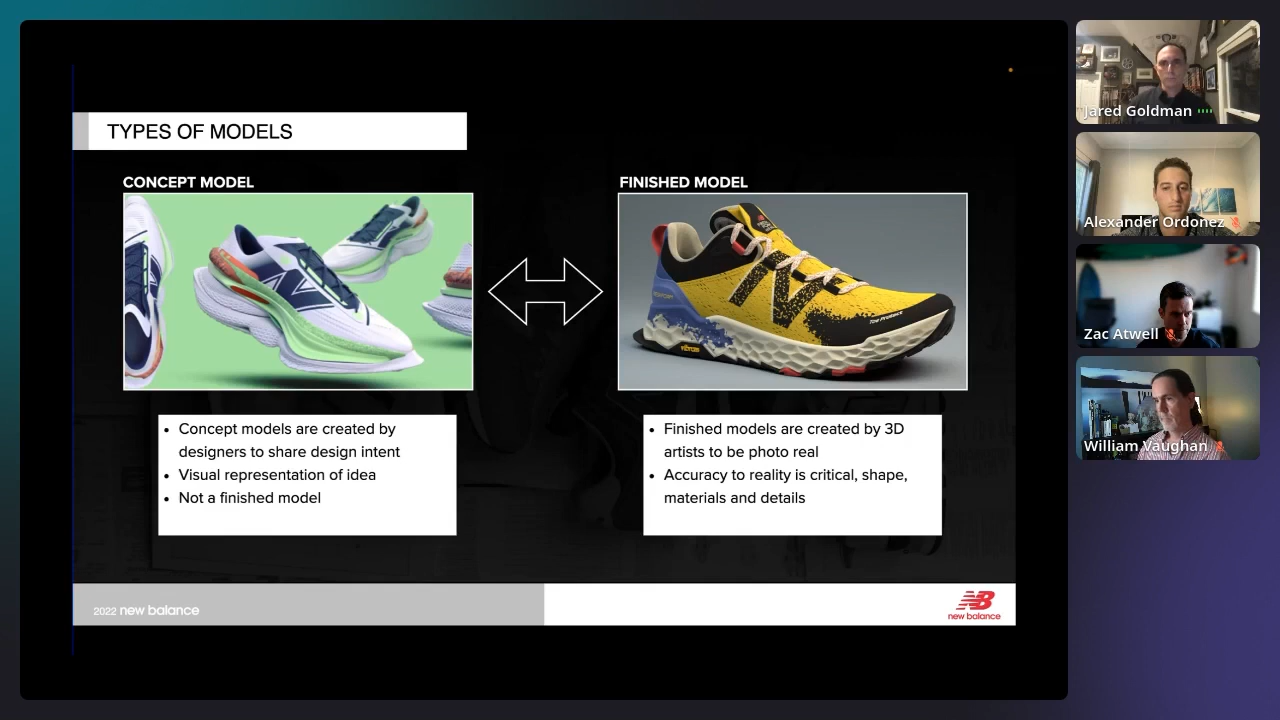 TYPES OF MODELS
CONCEPT MODEL
FINISHED MODEL
Toe Protect
• Concept models are created by
designers to share design intent
• Visual representation of idea
• Not a finished model
• Finished models are created by 3D
artists to be photo real
• Accuracy to reality is critical, shape,
materials and details
2022 new balance
NB
new balance
Jared Goldman
Alexander Ordonez
Zac Atwell
William Vaughan